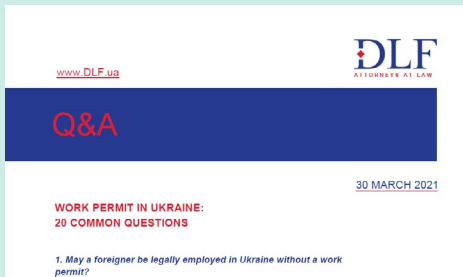 www.DLF.ua
DLF
ATTORNEYS AT LAW
Q&A
30 MARCH 2021
WORK PERMIT IN UKRAINE:
20 COMMON QUESTIONS
1. May a foreigner be legally employed in Ukraine without a work
permit?